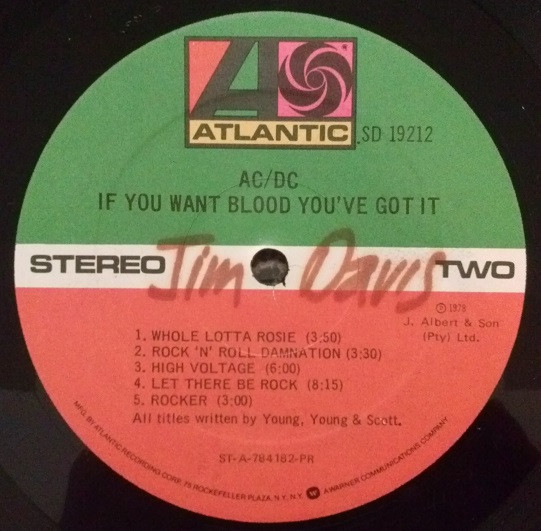 ATLANTIC
SD 19212
AC/DC
IF YOU WANT BLOOD YOU'VE GOT IT
STEREO
Jim Davis
TWO
℗ 1978
J. Albert & Son
(Pty) Ltd.
1. WHOLE LOTTA ROSIE (3:50)
2. ROCK 'N' ROLL DAMNATION (3:30)
3. HIGH VOLTAGE (6:00)
4. LET THERE BE ROCK (8:15)
5. ROCKER (3:00)
All titles written by Young, Young & Scott.
ST-A-784182-PR
MFG. BY ATLANTIC RECORDING CORP., 75 ROCKEFELLER PLAZA, N.Y., N.Y. A WARNER COMMUNICATIONS COMPANY